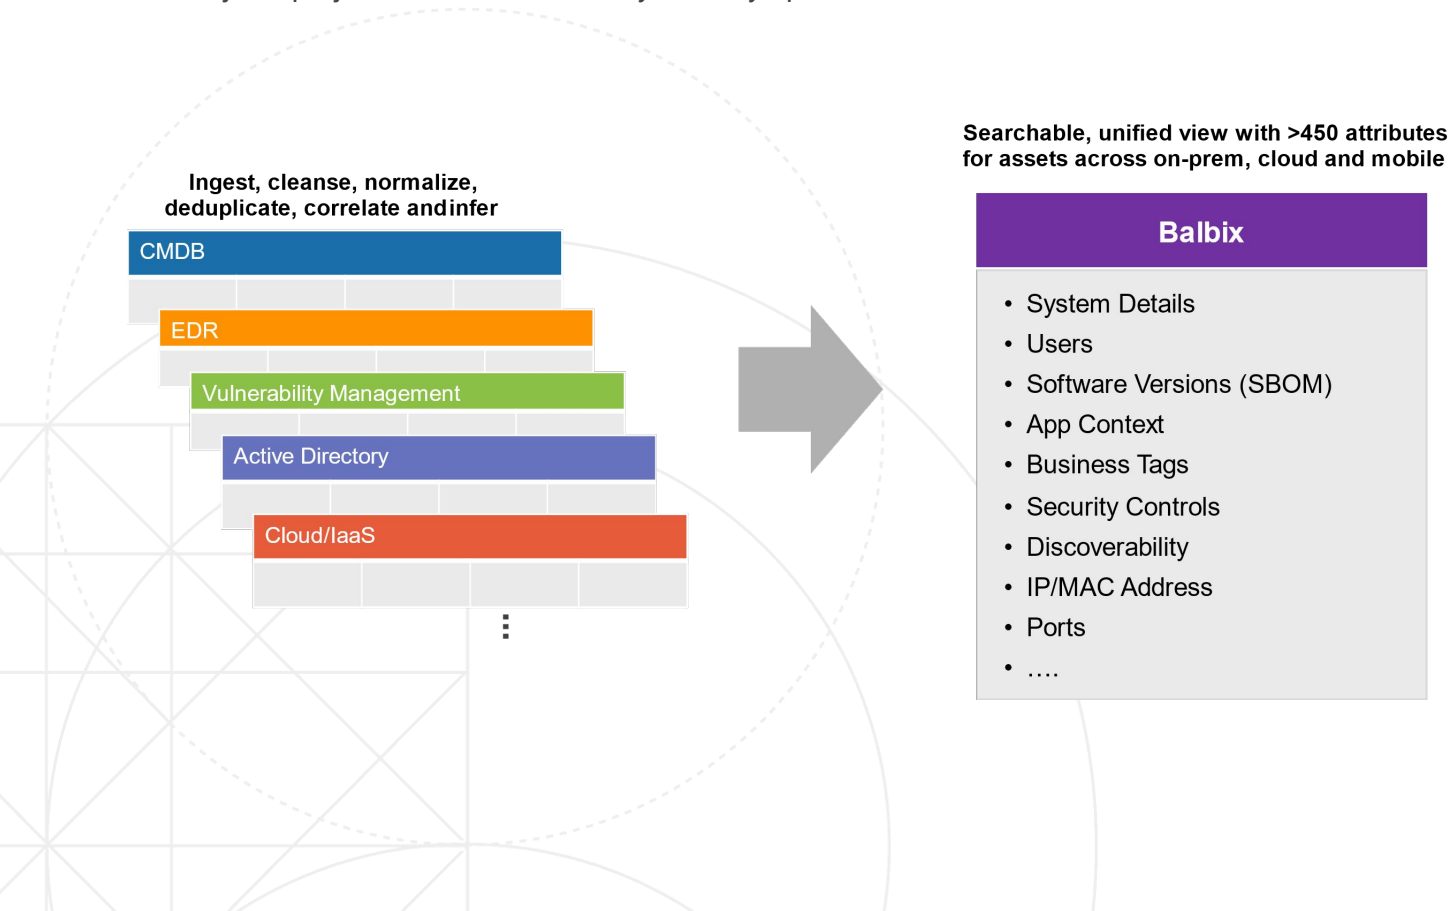 Searchable, unified view with >450 attributes
for assets across on-prem, cloud and mobile
Ingest, cleanse, normalize,
deduplicate, correlate andinfer
CMDB
EDR
Vulnerability Management
Active Directory
Cloud/IaaS
Balbix
• System Details
• Users
• Software Versions (SBOM)
• App Context
• Business Tags
• Security Controls
• Discoverability
• IP/MAC Address
• Ports
• ....